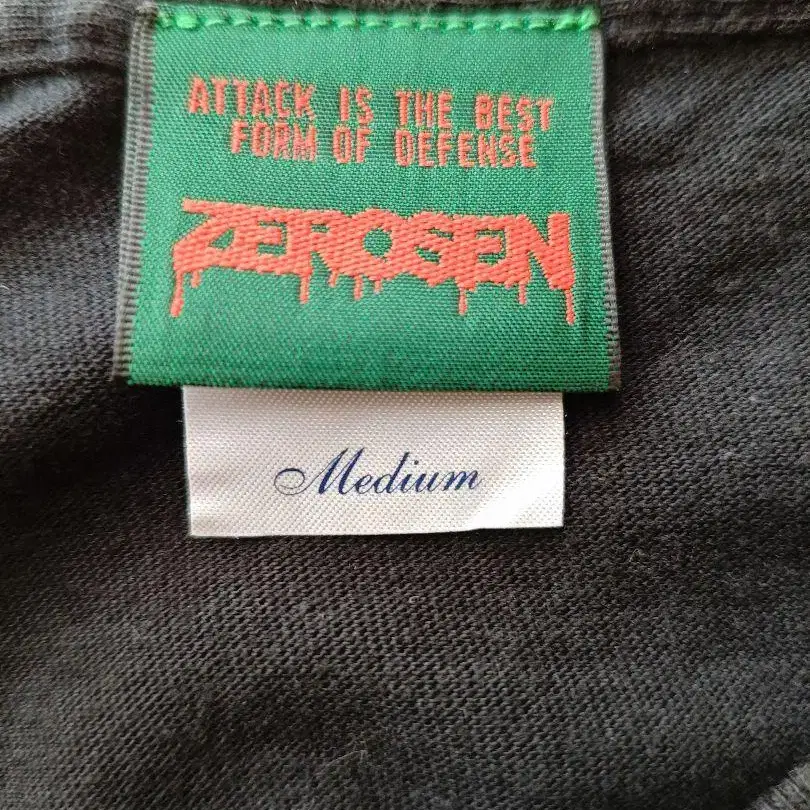 ATTACK IS THE BEST
FORM OF DEFENSE
ZEROSEN
Medium